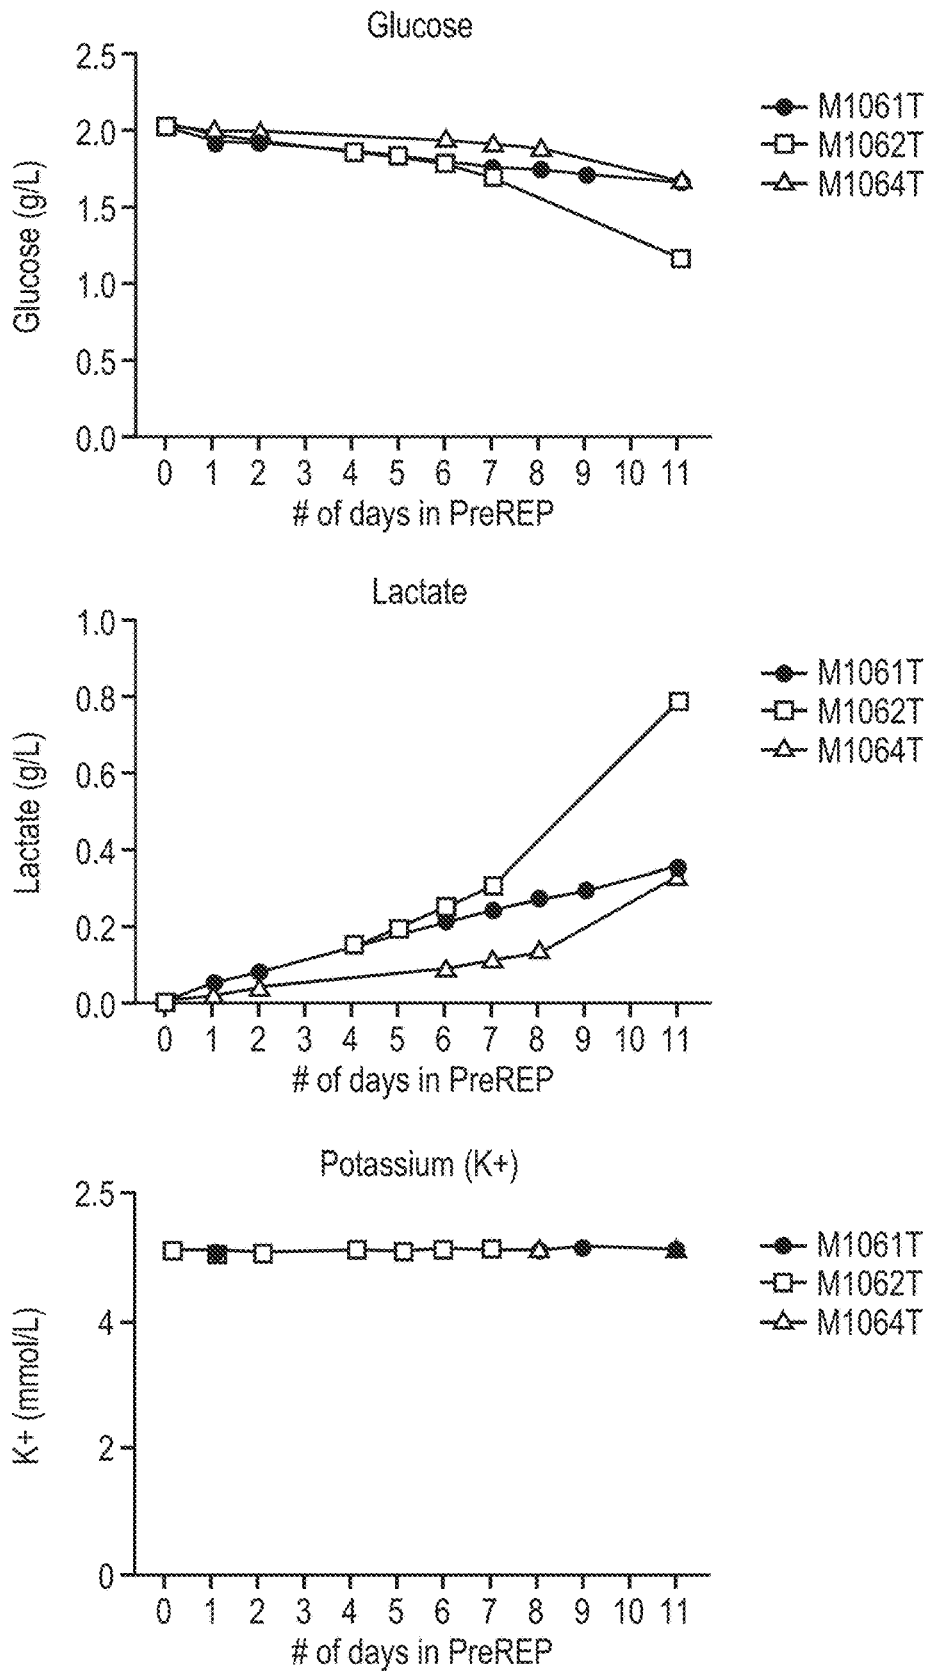 Glucose
2.5
2.0
1.5
1.0
0.5
0.0
Glucose (g/L)
0 1 2 3 4 5 6 7 8 9 10 11
# of days in PreREP
M1061T
M1062T
M1064T
Lactate
1.0
0.8
0.6
0.4
0.2
0.0
Lactate (g/L)
0 1 2 3 4 5 6 7 8 9 10 11
# of days in PreREP
M1061T
M1062T
M1064T
Potassium (K+)
2.5
4
2
0
K+ (mmol/L)
0 1 2 3 4 5 6 7 8 9 10 11
# of days in PreREP
M1061T
M1062T
M1064T